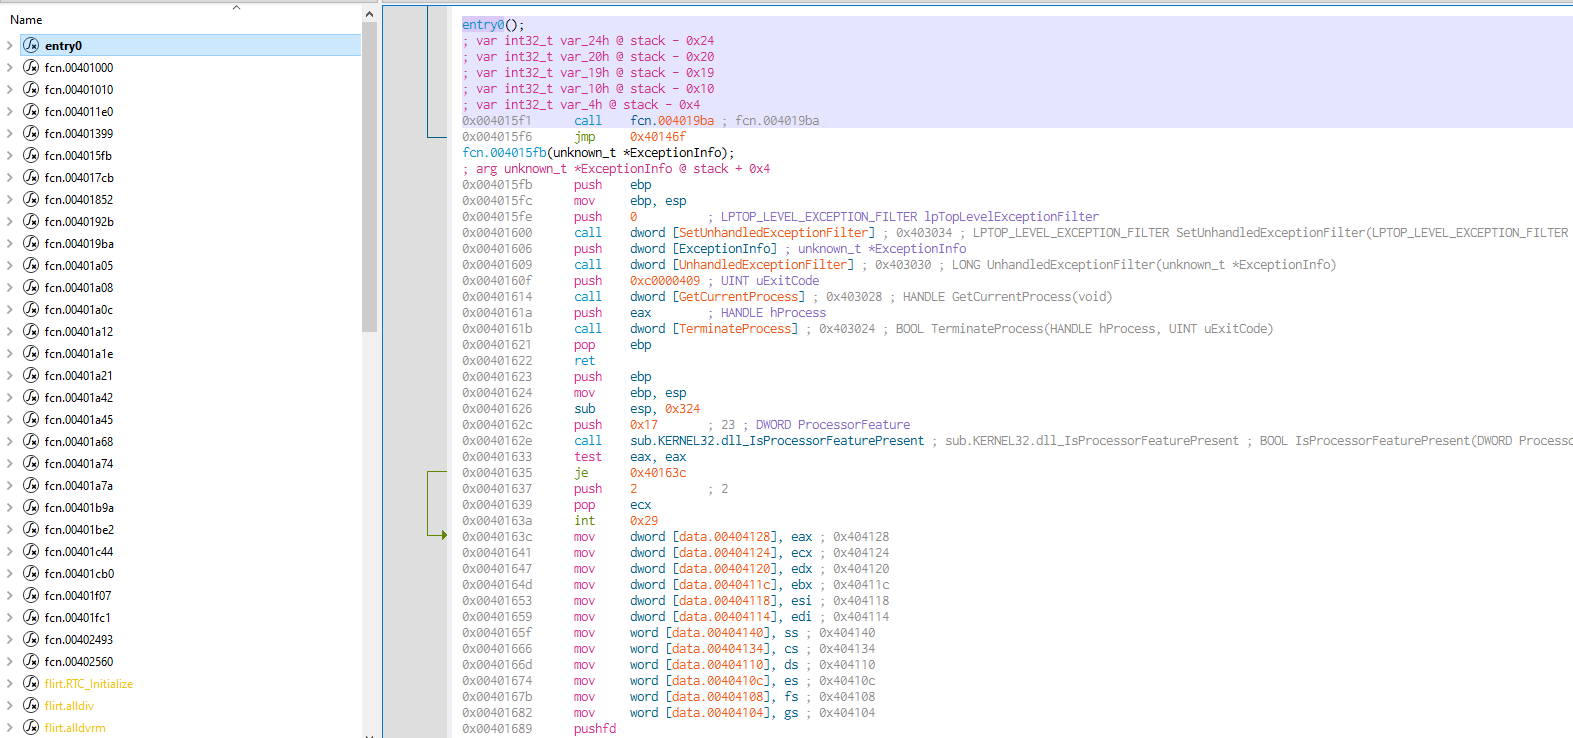 Name
entry0
fcn.00401000
fcn.00401010
fcn.004011e0
fcn.00401399
fcn.004015fb
fcn.004017cb
fcn.00401852
fcn.0040192b
fcn.004019ba
fcn.00401a05
fcn.00401a08
fcn.00401a0c
fcn.00401a12
fcn.00401a1e
fcn.00401a21
fcn.00401a42
fcn.00401a45
fcn.00401a68
fcn.00401a74
fcn.00401a7a
fcn.00401b9a
fcn.00401be2
fcn.00401c44
fcn.00401cb0
fcn.00401f07
fcn.00401fc1
fcn.00402493
fcn.00402560
flirt.RTC_Initialize
flirt.alldiv
flirt.alldvrm
entry0();
; var int32_t var_24h @ stack - 0x24
; var int32_t var_20h @ stack - 0x20
; var int32_t var_19h @ stack - 0x19
; var int32_t var_10h @ stack - 0x10
; var int32_t var_4h @ stack - 0x4
0x004015f1 call fcn.004019ba ; fcn.004019ba
0x004015f6 jmp 0x40146f
fcn.004015fb(unknown_t *ExceptionInfo);
; arg unknown_t *ExceptionInfo @ stack + 0x4
0x004015fb push ebp
0x004015fc mov ebp, esp
0x004015fe push 0 ; LPTOP_LEVEL_EXCEPTION_FILTER lpTopLevelExceptionFilter
0x00401600 call dword [SetUnhandledExceptionFilter] ; 0x403034 ; LPTOP_LEVEL_EXCEPTION_FILTER SetUnhandledExceptionFilter(LPTOP_LEVEL_EXCEPTION_FILTER
0x00401606 push dword [ExceptionInfo] ; unknown_t *ExceptionInfo
0x00401609 call dword [UnhandledExceptionFilter] ; 0x403030 ; LONG UnhandledExceptionFilter(unknown_t *ExceptionInfo)
0x0040160f push 0xc0000409 ; UINT uExitCode
0x00401614 call dword [GetCurrentProcess] ; 0x403028 ; HANDLE GetCurrentProcess(void)
0x0040161a push eax ; HANDLE hProcess
0x0040161b call dword [TerminateProcess] ; 0x403024 ; BOOL TerminateProcess(HANDLE hProcess, UINT uExitCode)
0x00401621 pop ebp
0x00401622 ret
0x00401623 push ebp
0x00401624 mov ebp, esp
0x00401626 sub esp, 0x324
0x0040162c push 0x17 ; 23 ; DWORD ProcessorFeature
0x0040162e call sub.KERNEL32.dll_IsProcessorFeaturePresent ; sub.KERNEL32.dll_IsProcessorFeaturePresent ; BOOL IsProcessorFeaturePresent(DWORD Processo
0x00401633 test eax, eax
0x00401635 je 0x40163c
0x00401637 push 2 ; 2
0x00401639 pop ecx
0x0040163a int 0x29
0x0040163c mov dword [data.00404128], eax ; 0x404128
0x00401641 mov dword [data.00404124], ecx ; 0x404124
0x00401647 mov dword [data.00404120], edx ; 0x404120
0x0040164d mov dword [data.0040411c], ebx ; 0x40411c
0x00401653 mov dword [data.00404118], esi ; 0x404118
0x00401659 mov dword [data.00404114], edi ; 0x404114
0x0040165f mov word [data.00404140], ss ; 0x404140
0x00401666 mov word [data.00404134], cs ; 0x404134
0x0040166d mov word [data.00404110], ds ; 0x404110
0x00401674 mov word [data.0040410c], es ; 0x40410c
0x0040167b mov word [data.00404108], fs ; 0x404108
0x00401682 mov word [data.00404104], gs ; 0x404104
0x00401689 pushfd